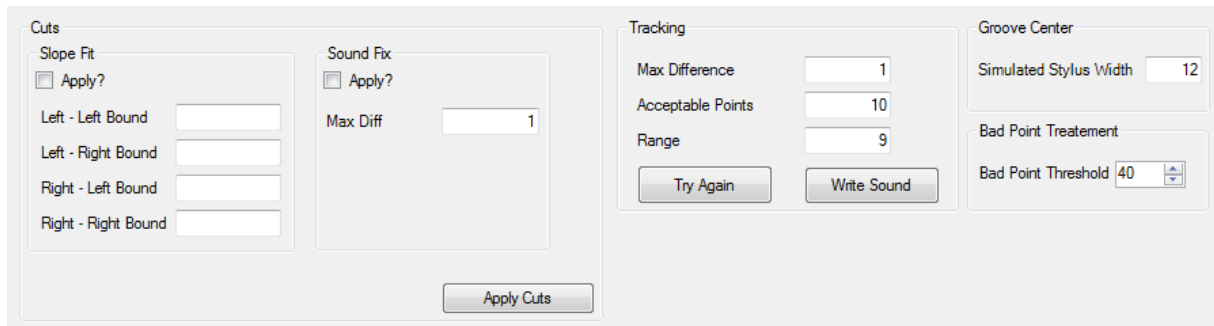 Cuts
Slope Fit
Apply?
Left - Left Bound
Left - Right Bound
Right - Left Bound
Right - Right Bound
Sound Fix
Apply?
Max Diff 1
Apply Cuts
Tracking
Max Difference 1
Acceptable Points 10
Range 9
Try Again Write Sound
Groove Center
Simulated Stylus Width 12
Bad Point Treatement
Bad Point Threshold 40